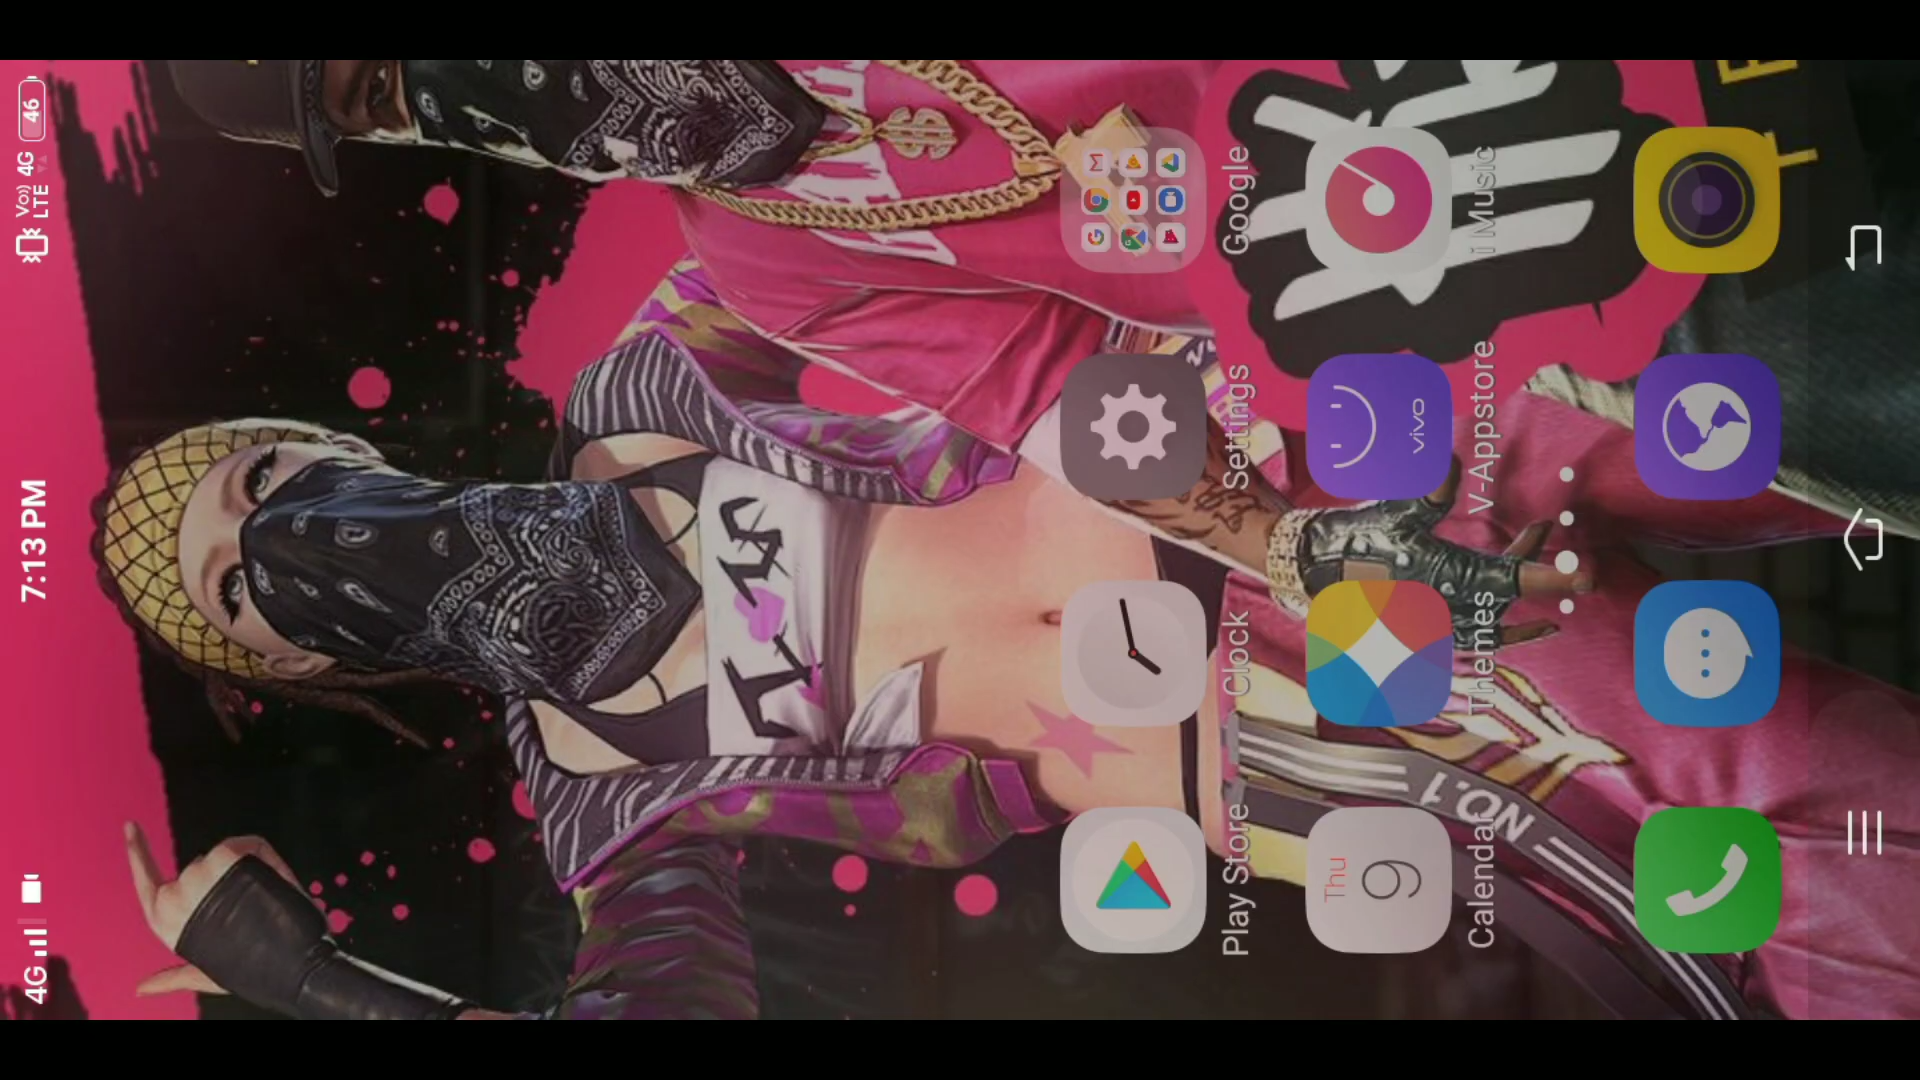 4G 7:13 PM Vo)) LTE 4G 46
Play Store Clock Settings Google
Thu
9
vivo
Calendar Themes V-Appstore i Music
NO.1